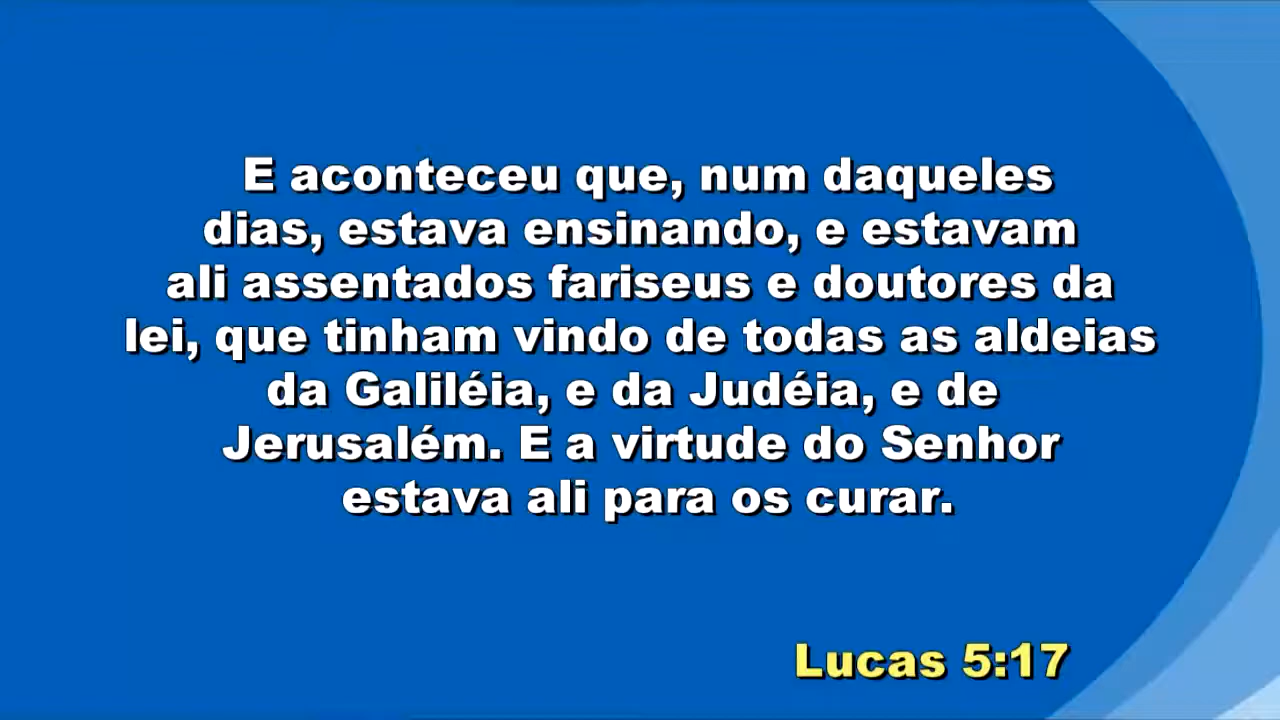 E aconteceu que, num daqueles
dias, estava ensinando, e estavam
ali assentados fariseus e doutores da
lei, que tinham vindo de todas as aldeias
da Galiléia, e da Judéia, e de
Jerusalém. E a virtude do Senhor
estava ali para os curar.
Lucas 5:17